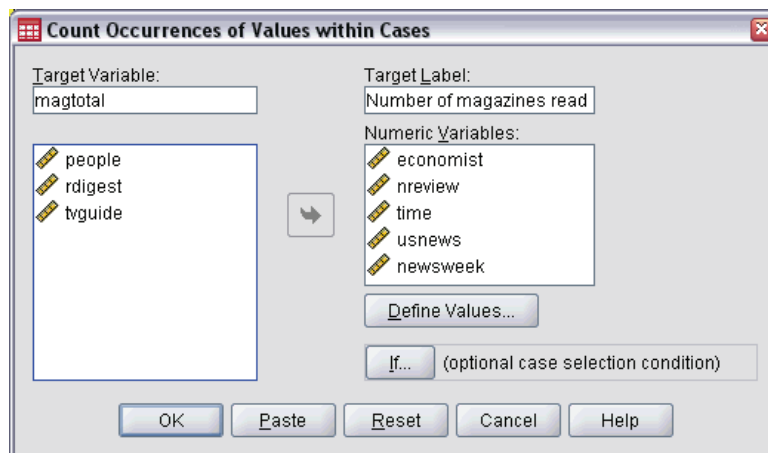 Count Occurrences of Values within Cases
Target Variable:
magtotal
Target Label:
Number of magazines read
people
rdigest
tvguide
Numeric Variables:
economist
nreview
time
usnews
newsweek
Define Values...
If... (optional case selection condition)
OK Paste Reset Cancel Help